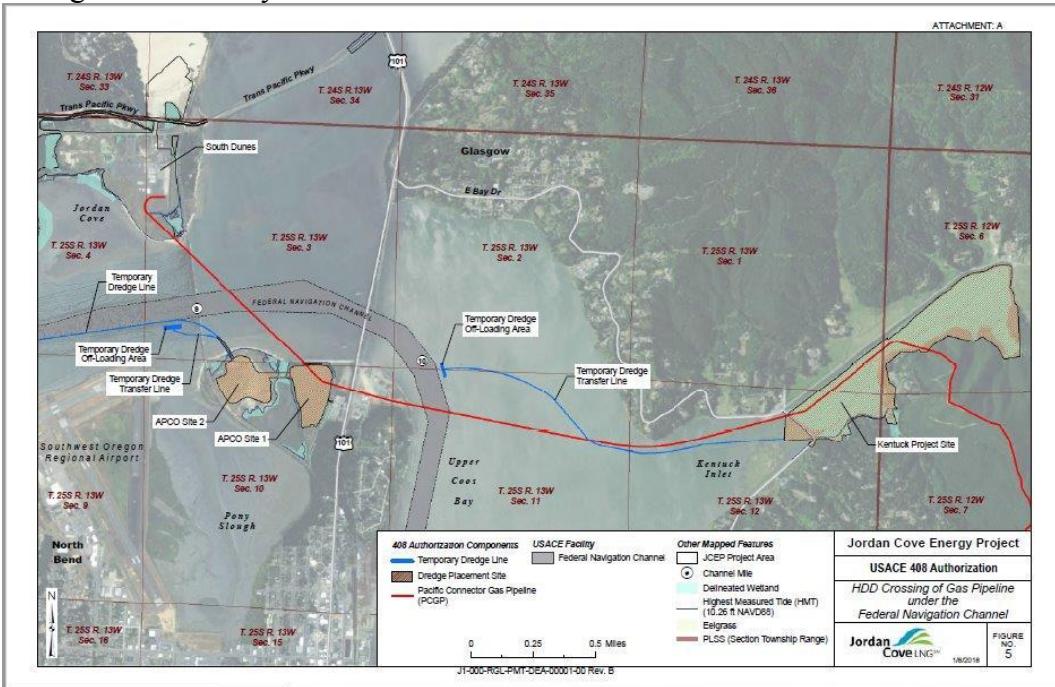 ATTACHMENT: A
101
T. 24S R. 13W
Sec. 33
T. 24S R. 13W
Sec. 34
T. 24S R. 13W
Sec. 35
T. 24S R. 13W
Sec. 36
T. 24S R. 12W
Sec. 31
Trans Pacific Pkwy
Trans Pacific Pkwy
South Dunes
Glasgow
E Bay Dr
Jordan
Cove
T. 25S R. 13W
Sec. 4
T. 25S R. 13W
Sec. 3
T. 25S R. 13W
Sec. 2
T. 25S R. 13W
Sec. 1
T. 25S R. 12W
Sec. 6
Temporary
Dredge Line
FEDERAL NAVIGATION CHANNEL
9
Temporary Dredge
Off-Loading Area
Temporary Dredge
Off-Loading Area
10
Temporary Dredge
Transfer Line
Temporary Dredge
Transfer Line
APCO Site 2
APCO Site 1
101
Kentuck Project Site
Southwest Oregon
Regional Airport
T. 25S R. 13W
Sec. 9
T. 25S R. 13W
Sec. 10
Pony
Slough
Upper
Coos
Bay
T. 25S R. 13W
Sec. 11
Kentuck
Inlet
T. 25S R. 13W
Sec. 12
T. 25S R. 12W
Sec. 7
North
Bend
N
T. 25S R. 13W
Sec. 16
T. 25S R. 13W
Sec. 15
408 Authorization Components
Temporary Dredge Line
Dredge Placement Site
Pacific Connector Gas Pipeline
(PCGP)
USACE Facility
Federal Navigation Channel
Other Mapped Features
JCEP Project Area
Channel Mile
Delineated Wetland
Highest Measured Tide (HMT)
(10.26 ft NAVD88)
Eelgrass
PLSS (Section Township Range)
0 0.25 0.5 Miles
Jordan Cove Energy Project
USACE 408 Authorization
HDD Crossing of Gas Pipeline
under the
Federal Navigation Channel
Jordan
Cove LNG
1/8/2018
FIGURE
NO.
5
J1-000-RGL-PMT-DEA-00001-00 Rev. B